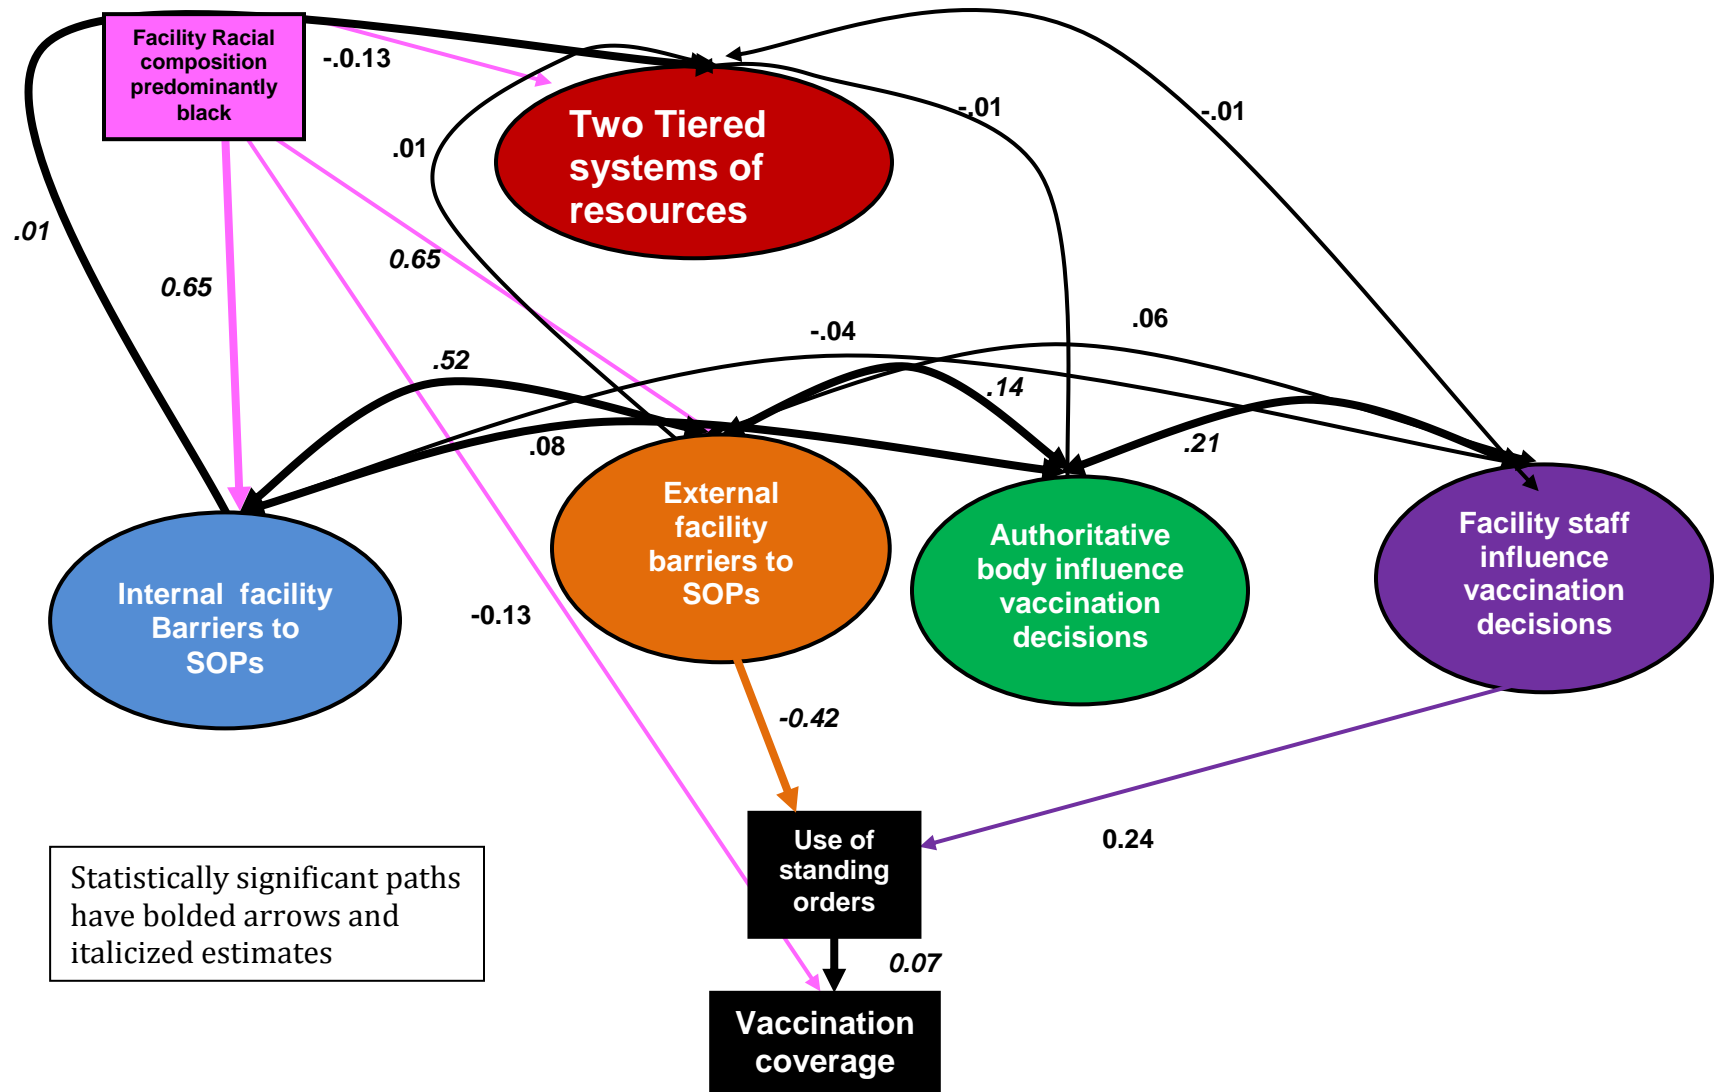 Facility Racial
composition
predominantly
black
-.0.13
Two Tiered
systems of
resources
-.01
-.01
.01
.01
0.65
0.65
-.04
.06
.52
.14
.08
.21
Internal facility
Barriers to
SOPs
External
facility
barriers to
SOPs
Authoritative
body influence
vaccination
decisions
Facility staff
influence
vaccination
decisions
-0.13
-0.42
0.24
Use of
standing
orders
0.07
Vaccination
coverage
Statistically significant paths
have bolded arrows and
italicized estimates